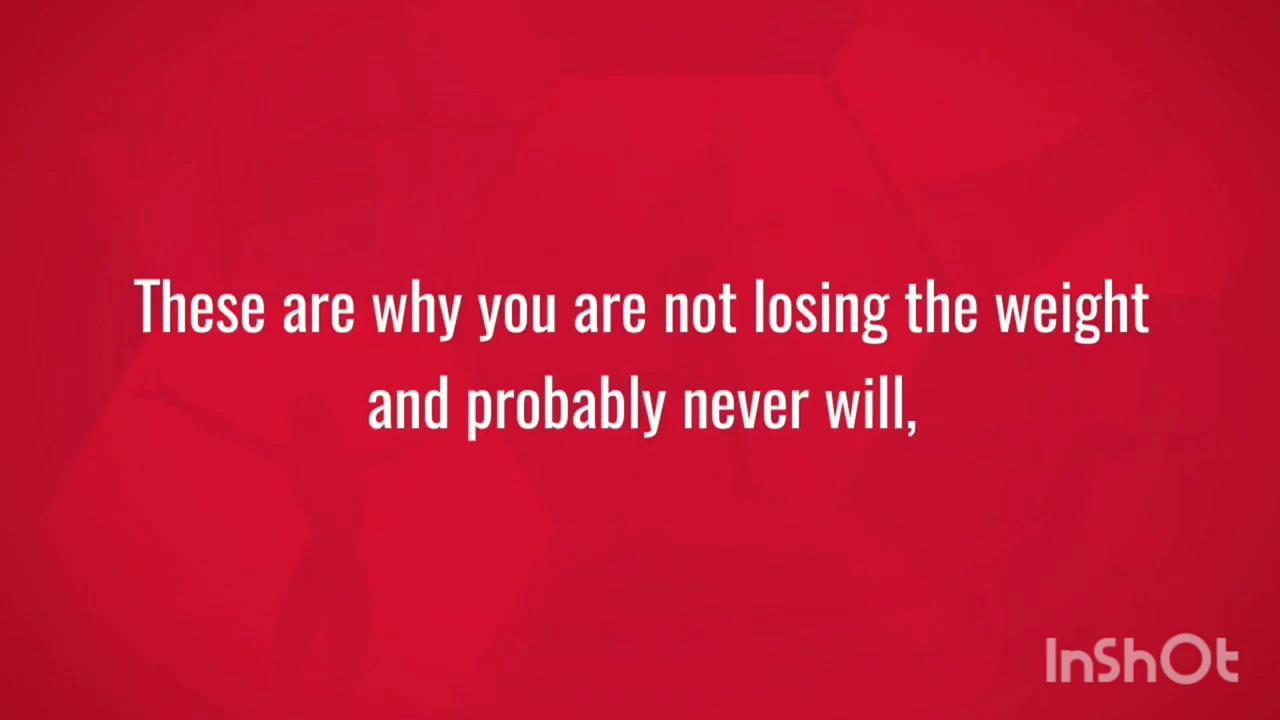 These are why you are not losing the weight
and probably never will,
InShOt